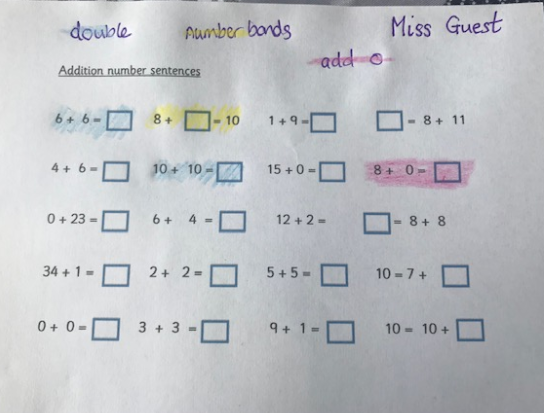 double number bonds Miss Guest
add 0
Addition number sentences
6 + 6 = □ 8 + □ = 10 1 + 9 = □ □ = 8 + 11
4 + 6 = □ 10 + 10 = □ 15 + 0 = □ 8 + 0 = □
0 + 23 = □ 6 + 4 = □ 12 + 2 = □ = 8 + 8
34 + 1 = □ 2 + 2 = □ 5 + 5 = □ 10 = 7 + □
0 + 0 = □ 3 + 3 = □ 9 + 1 = □ 10 = 10 + □